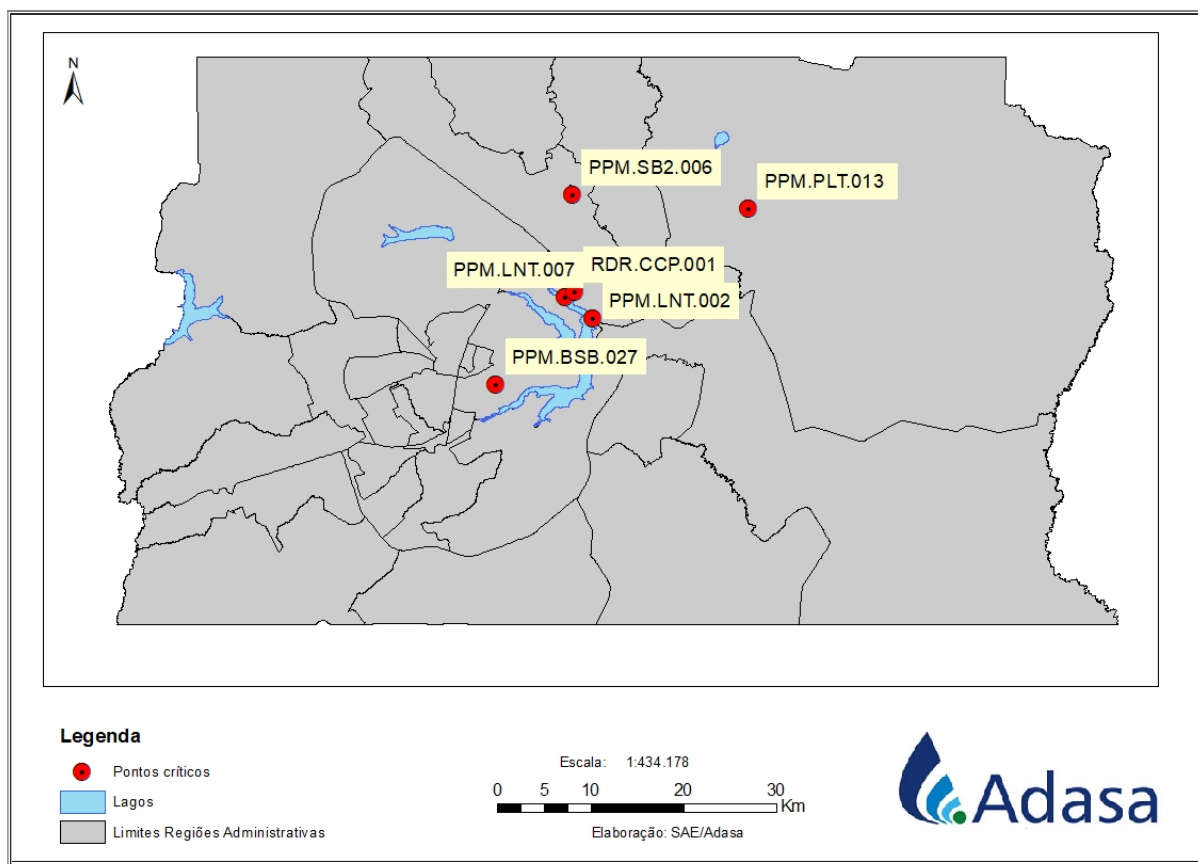 N
PPM.SB2.006
PPM.PLT.013
RDR.CCP.001
PPM.LNT.007
PPM.LNT.002
PPM.BSB.027
Legenda
Pontos críticos
Lagos
Limites Regiões Administrativas
Escala: 1:434.178
0 5 10 20 30
Km
Elaboração: SAE/Adasa
Adasa